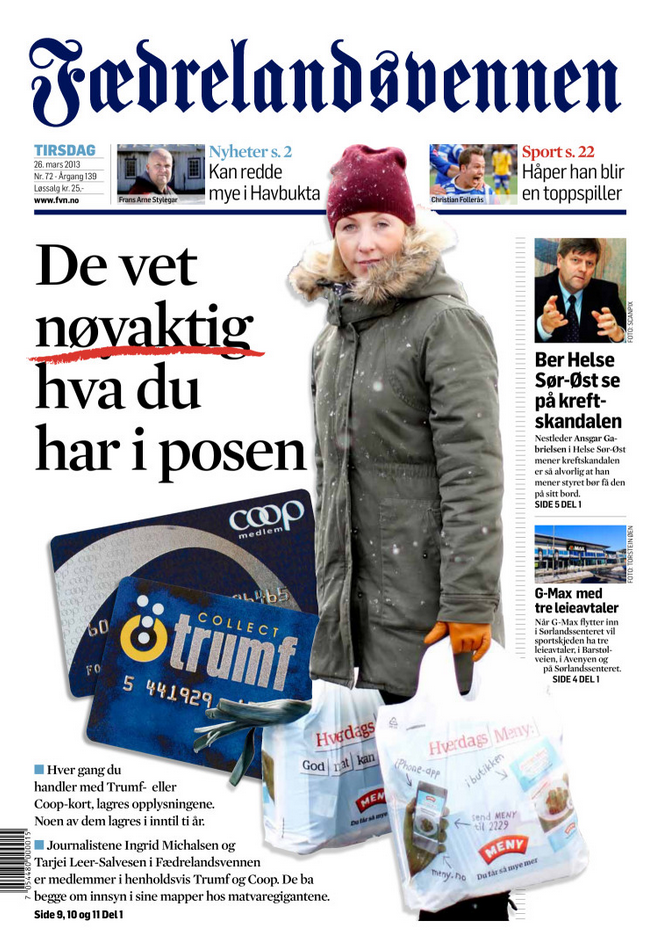 Fædrelandsvennen
TIRSDAG
26. mars 2013
Nr. 72 - Årgang 139
Løssalg kr. 25.-
www.fvn.no
Frans Arne Stylegar
Nyheter s. 2
Kan redde
mye i Havbukta
Christian Follerås
Sport s. 22
Håper han blir
en toppspiller
De vet
nøyaktig
hva du
har i posen
FOTO: SCANPIX
Ber Helse
Sør-Øst se
på kreft-
skandalen
Nestleder Ansgar Ga-
brielsen i Helse Sør-Øst
mener kreftskandalen
er så alvorlig at han
mener styret bør få den
på sitt bord.
SIDE 5 DEL 1
FOTO: TORSTEIN ØEN
G-MAX
G-Max med
tre leieavtaler
Når G-Max flytter inn
i Sørlandssenteret vil
sportskjeden ha tre
leieavtaler, i Barstøl-
veien, i Avenyen og
på Sørlandssenteret.
SIDE 4 DEL 1
coop
medlem
COLLECT
trumf
5 441929
Hverdags
God mat kan
MENY
Du får så
Hverdags Meny:
iPhone-app
i butikken
send MENY
til 2229
meny.no
MENY
Du får så mye mer
Hver gang du
handler med Trumf- eller
Coop-kort, lagres opplysningene.
Noen av dem lagres i inntil ti år.
Journalistene Ingrid Michalsen og
Tarjei Leer-Salvesen i Fædrelandsvennen
er medlemmer i henholdsvis Trumf og Coop. De ba
begge om innsyn i sine mapper hos matvaregigantene.
Side 9, 10 og 11 Del 1
7 054480 000015